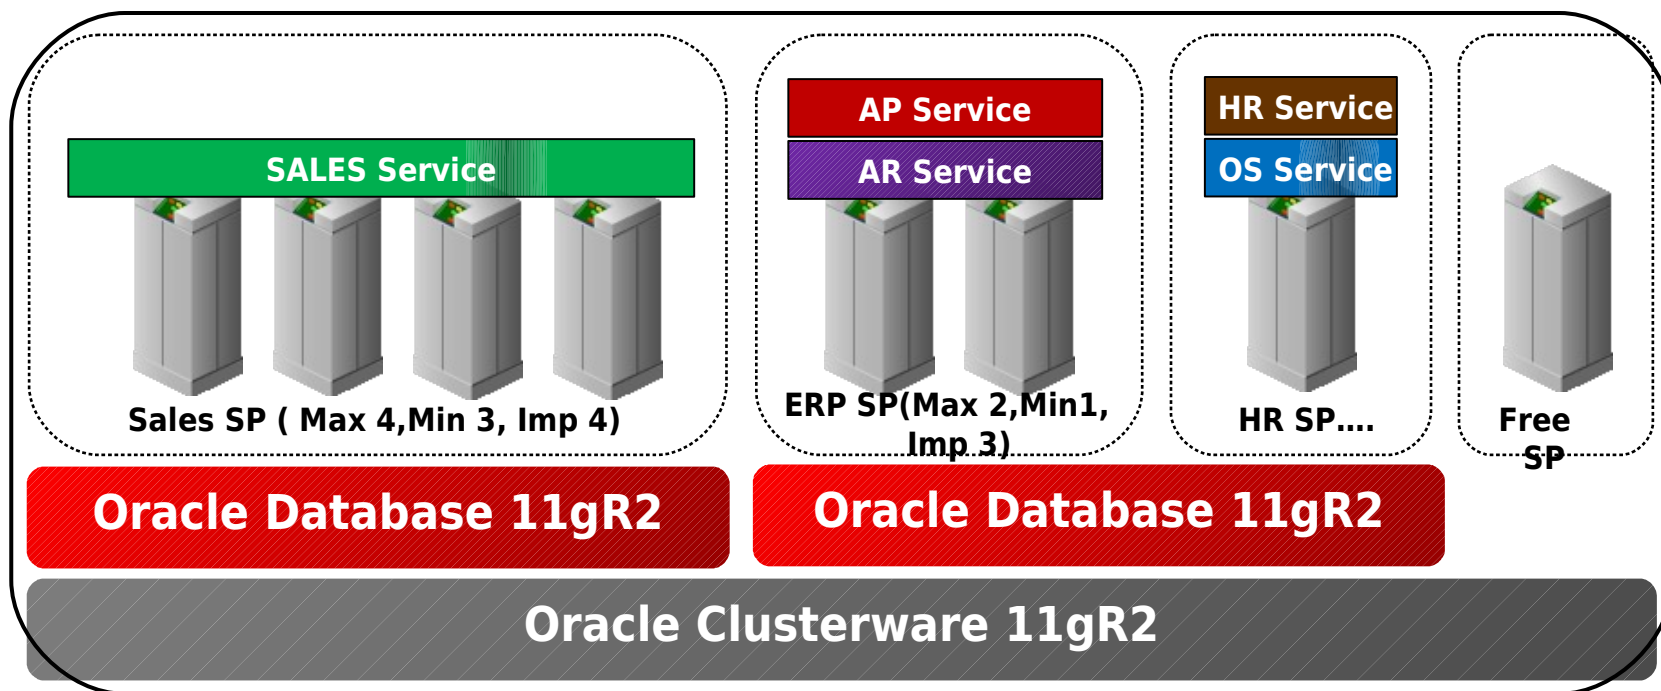 AP Service
HR Service
SALES Service
AR Service
OS Service
Sales SP ( Max 4,Min 3, Imp 4)
ERP SP(Max 2,Min1,
Imp 3)
HR SP....
Free
SP
Oracle Database 11gR2
Oracle Database 11gR2
Oracle Clusterware 11gR2